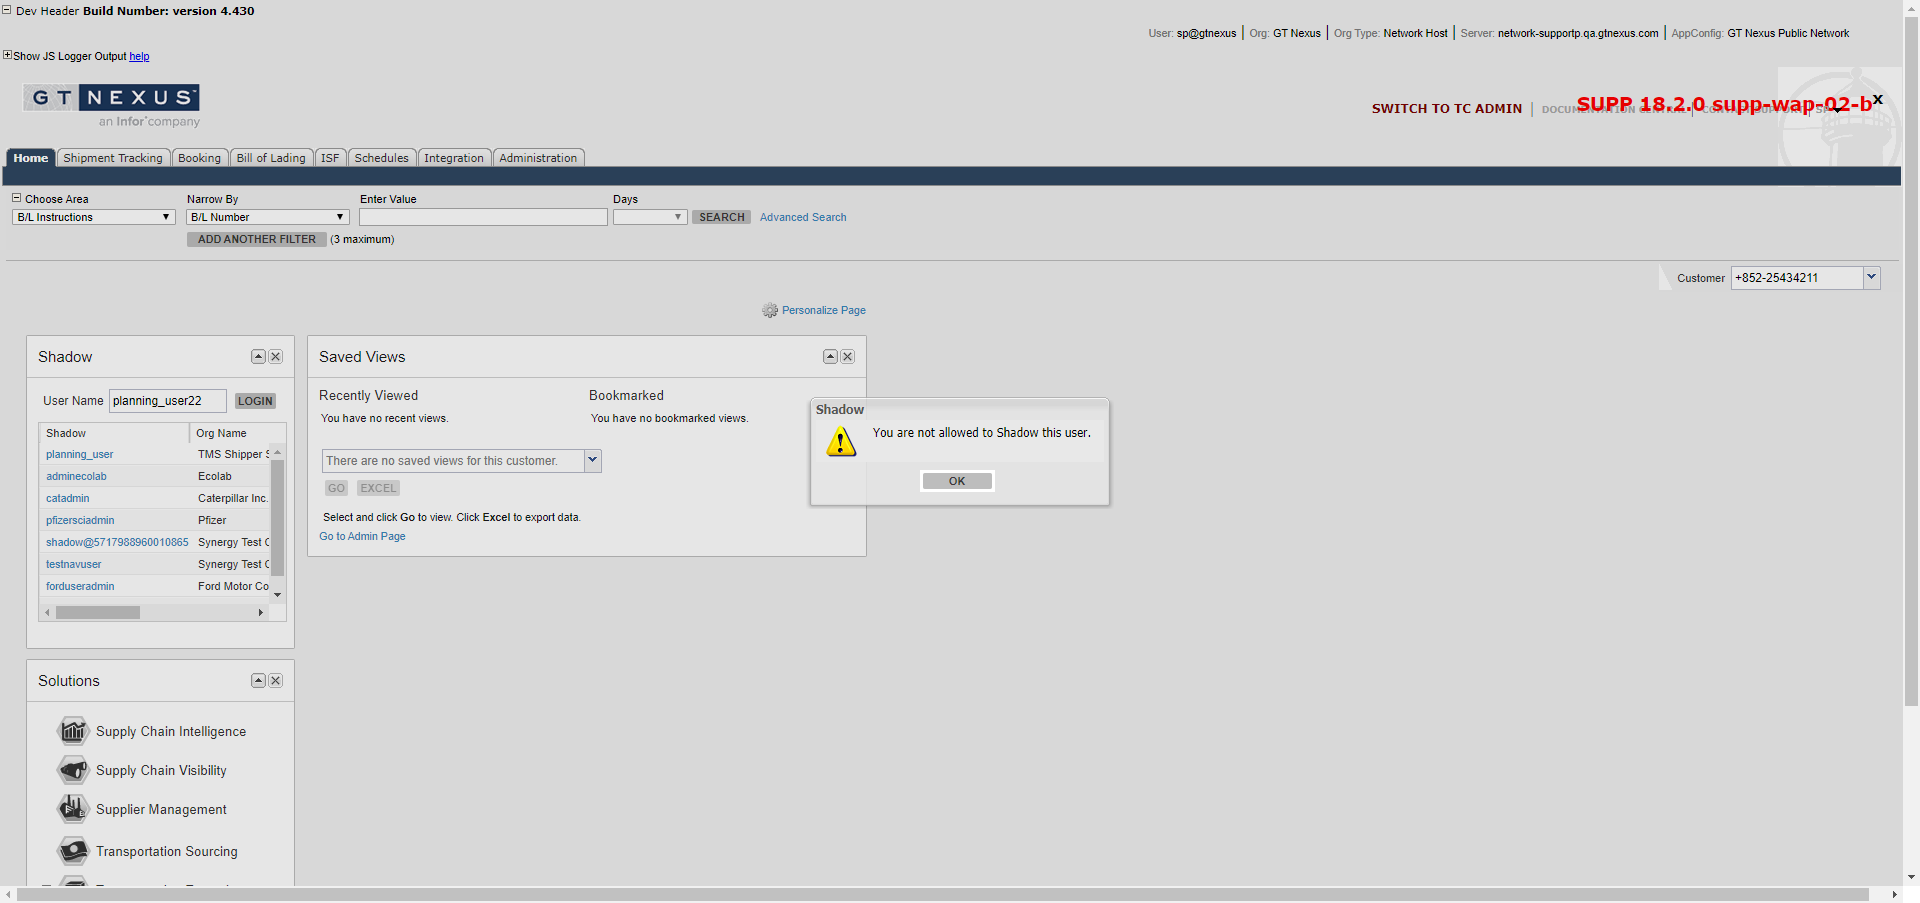 Dev Header Build Number: version 4.430
User: sp@gtnexus | Org: GT Nexus | Org Type: Network Host | Server: network-supportp.qa.gtnexus.com | AppConfig: GT Nexus Public Network
Show JS Logger Output help
GT NEXUS
an Infor company
SWITCH TO TC ADMIN
SUPP 18.2.0 supp-wap-02-b x
Home
Shipment Tracking
Booking
Bill of Lading
ISF
Schedules
Integration
Administration
Choose Area
Narrow By
Enter Value
Days
B/L Instructions
B/L Number
SEARCH
Advanced Search
ADD ANOTHER FILTER (3 maximum)
Customer +852-25434211
Personalize Page
Shadow
User Name planning_user22 LOGIN
Shadow Org Name
planning_user TMS Shipper
adminecolab Ecolab
catadmin Caterpillar Inc.
pfizersciadmin Pfizer
shadow@5717988960010865 Synergy Test
testnavuser Synergy Test
forduseradmin Ford Motor Co
Saved Views
Recently Viewed
Bookmarked
You have no recent views.
You have no bookmarked views.
There are no saved views for this customer.
GO EXCEL
Select and click Go to view. Click Excel to export data.
Go to Admin Page
Shadow
You are not allowed to Shadow this user.
OK
Solutions
Supply Chain Intelligence
Supply Chain Visibility
Supplier Management
Transportation Sourcing